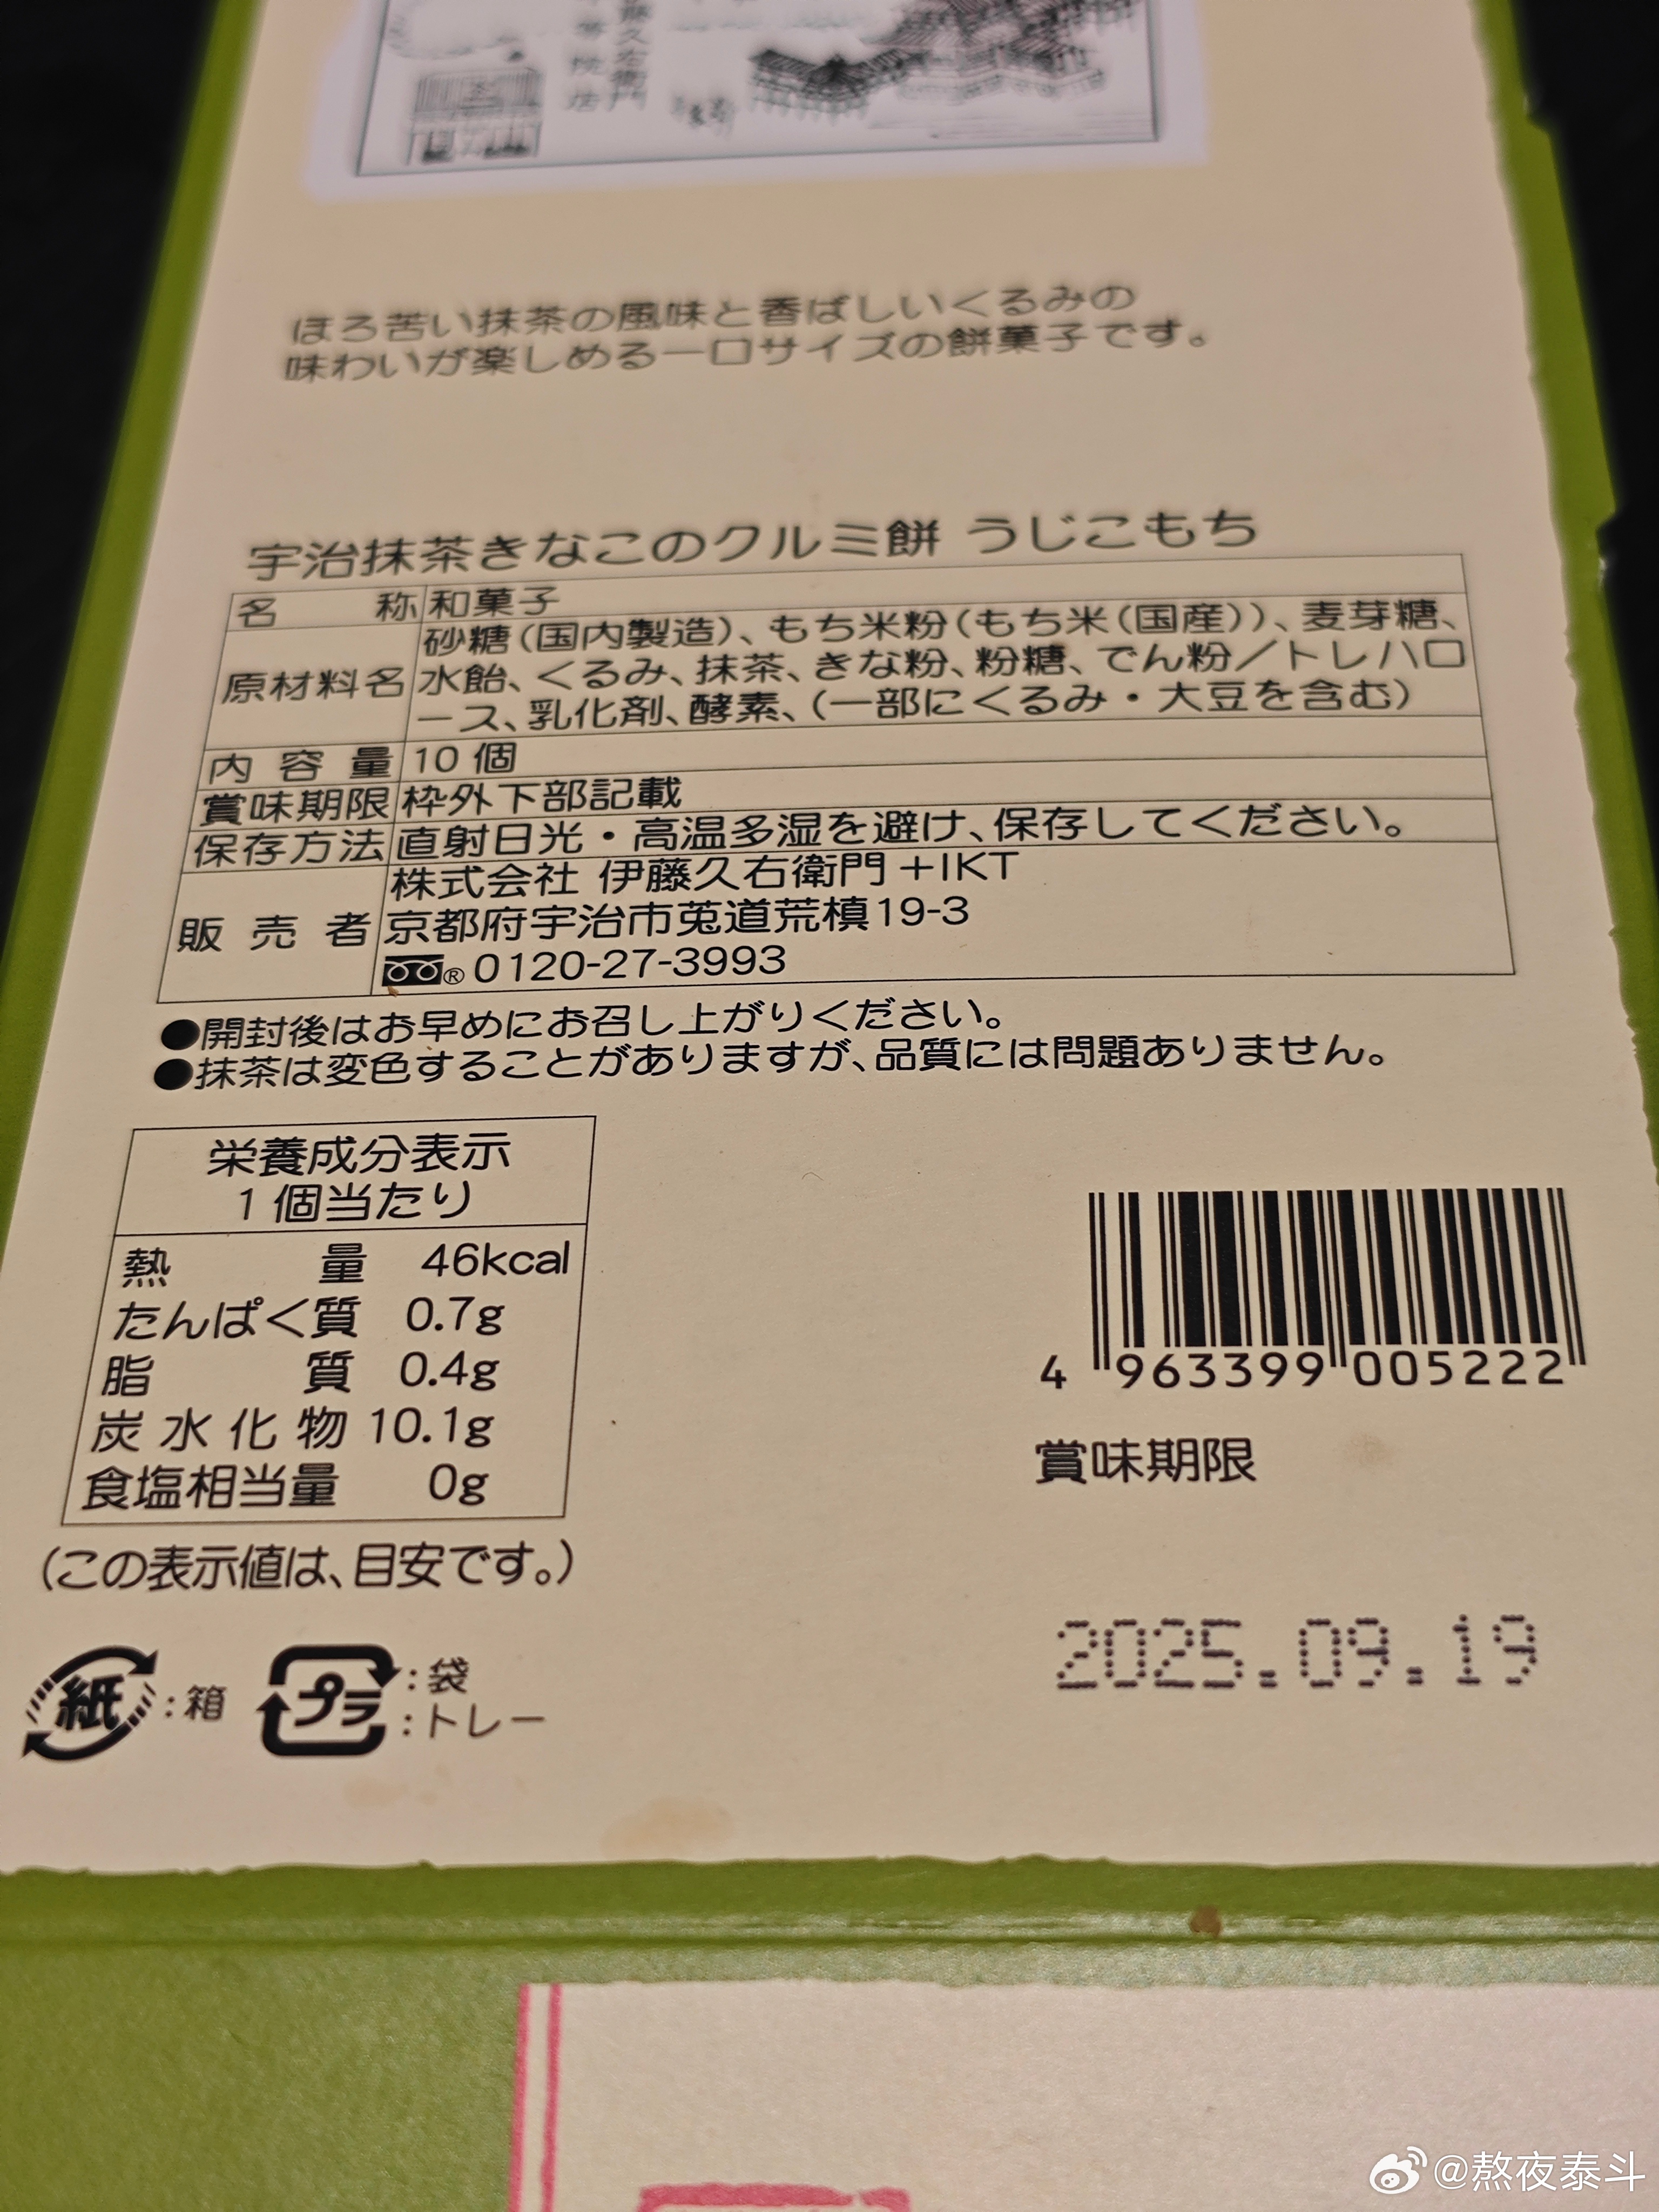 久右衛門
ほろ苦い抹茶の風味と香ばしいくるみの
味わいが楽しめる一口サイズの餅菓子です。
宇治抹茶きなこのクルミ餅 うじこもち
名称 和菓子
原材料名 砂糖(国内製造)、もち米粉(もち米(国産))、麦芽糖、
水飴、くるみ、抹茶、きな粉、粉糖、でん粉/トレハロ
ース、乳化剤、酵素、(一部にくるみ・大豆を含む)
内容量 10個
賞味期限 枠外下部記載
保存方法 直射日光・高温多湿を避け、保存してください。
販売者 株式会社 伊藤久右衛門+IKT
京都府宇治市莵道荒槙19-3
®0120-27-3993
●開封後はお早めにお召し上がりください。
●抹茶は変色することがありますが、品質には問題ありません。
栄養成分表示
1個当たり
熱量 46kcal
たんぱく質 0.7g
脂質 0.4g
炭水化物 10.1g
食塩相当量 0g
(この表示値は、目安です。)
4 963399 005222
賞味期限
2025.09.19
紙:箱
プラ:袋
:トレー
@熬夜泰斗